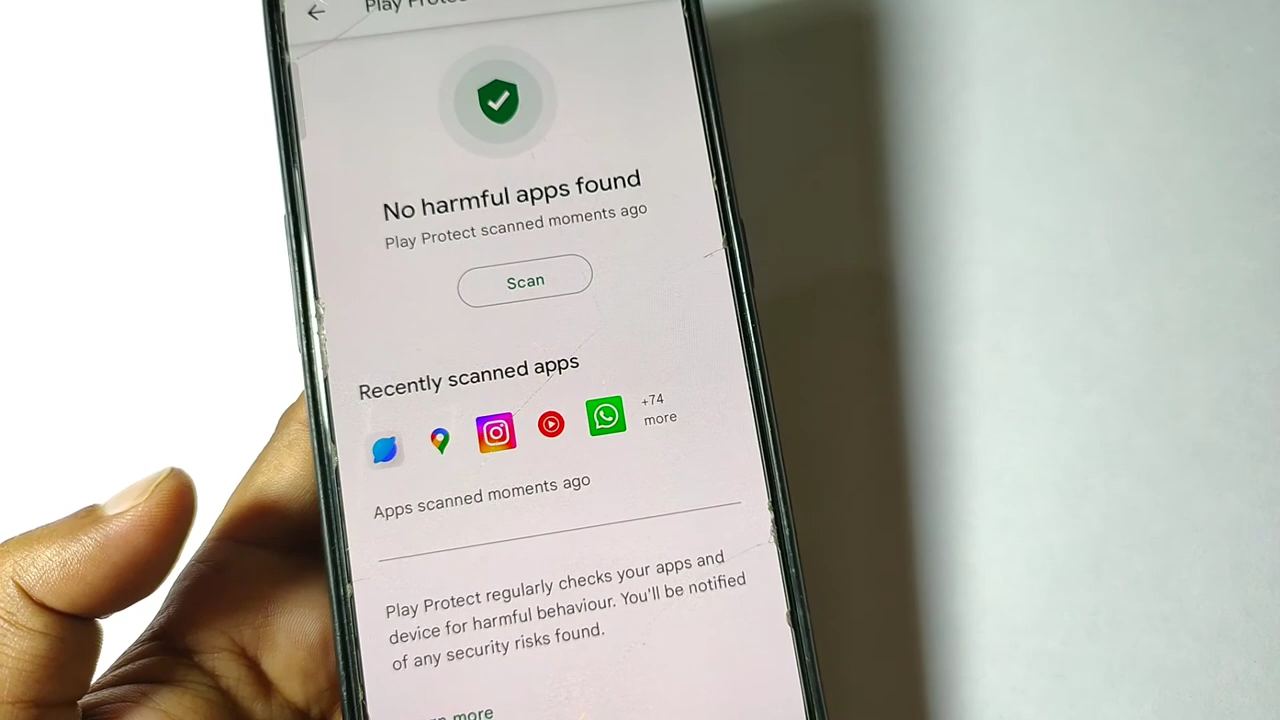 Play
No harmful apps found
Play Protect scanned moments ago
Scan
Recently scanned apps
+74
more
Apps scanned moments ago
Play Protect regularly checks your apps and
device for harmful behaviour. You'll be notified
of any security risks found.
more